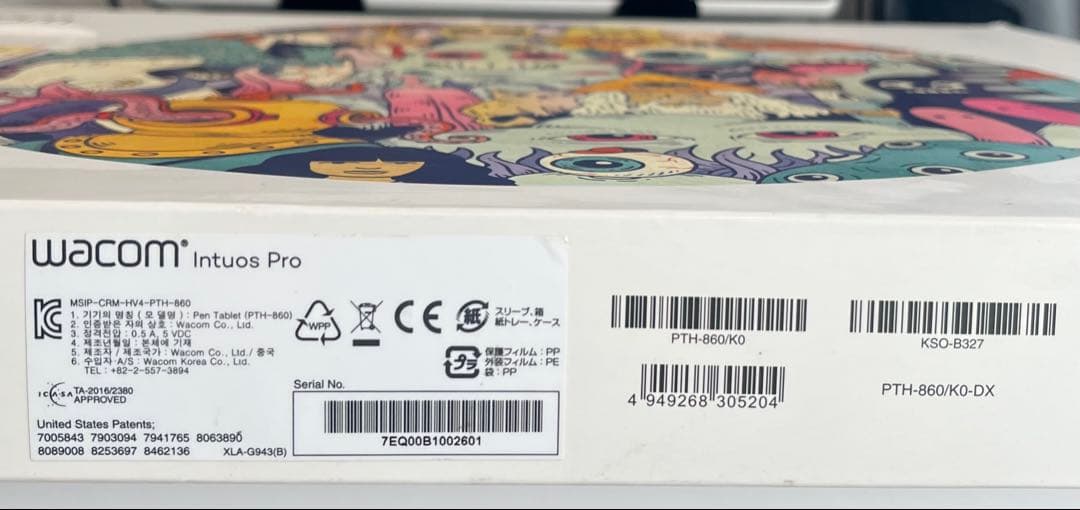 wacom® Intuos Pro
MSIP-CRM-HV4-PTH-860
1. 기기의 명칭 (모델명) : Pen Tablet (PTH-860)
2. 인증받은 자의 상호 : Wacom Co., Ltd.
3. 정격전압 : 0.5 A, 5 VDC
4. 제조년월일 : 본체에 기재
5. 제조자 / 제조국가 : Wacom Co., Ltd./ 중국
6. 수입자·A/S : Wacom Korea Co., Ltd.
TEL : +82-2-557-3894
WPP
CE
紙
スリーブ、箱
紙トレー、ケース
プラ
保護フィルム : PP
外装フィルム : PE
袋 : PP
ICASA
TA-2016/2380
APPROVED
United States Patents;
7005843 7903094 7941765 8063890
8089008 8253697 8462136 XLA-G943(B)
Serial No.
7EQ00B1002601
PTH-860/K0
4 949268 305204
KSO-B327
PTH-860/K0-DX